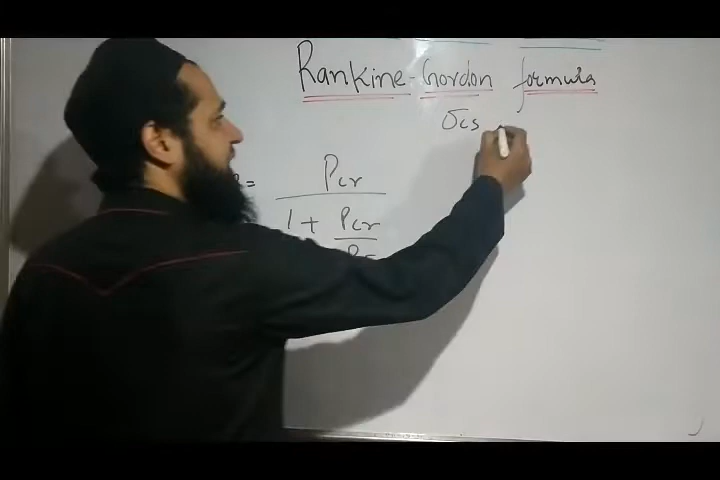 Rankine-Gordon formula
σcs
=
Pcr
1 + Pcr